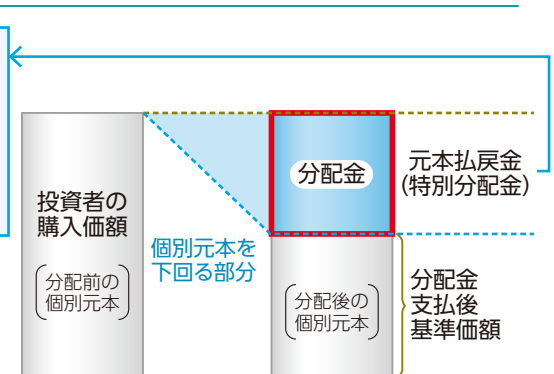 投資者の
購入価額
分配前の
個別元本
個別元本を
下回る部分
分配金
分配後の
個別元本
元本払戻金
(特別分配金)
分配金
支払後
基準価額